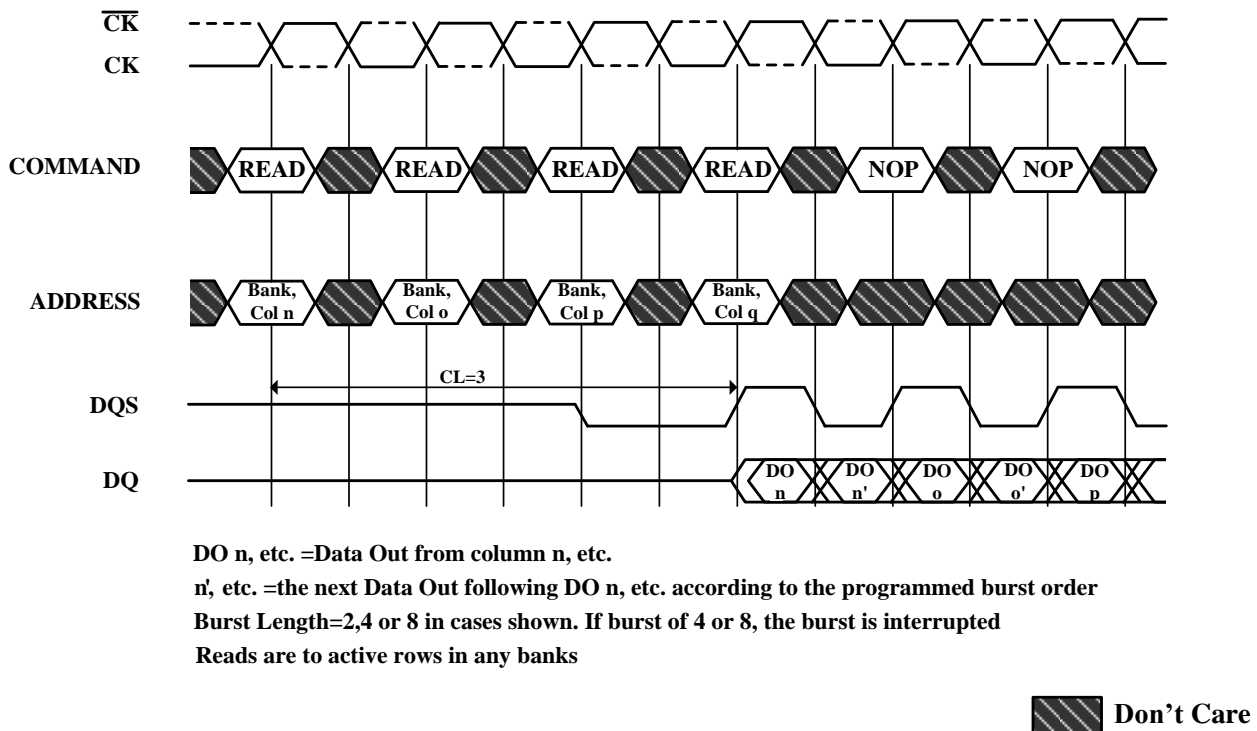 CK
CK
COMMAND READ READ READ READ NOP NOP
ADDRESS Bank, Col n Bank, Col o Bank, Col p Bank, Col q
CL=3
DQS
DQ DO n DO n' DO o DO o' DO p
DO n, etc. =Data Out from column n, etc.
n', etc. =the next Data Out following DO n, etc. according to the programmed burst order
Burst Length=2,4 or 8 in cases shown. If burst of 4 or 8, the burst is interrupted
Reads are to active rows in any banks
Don't Care